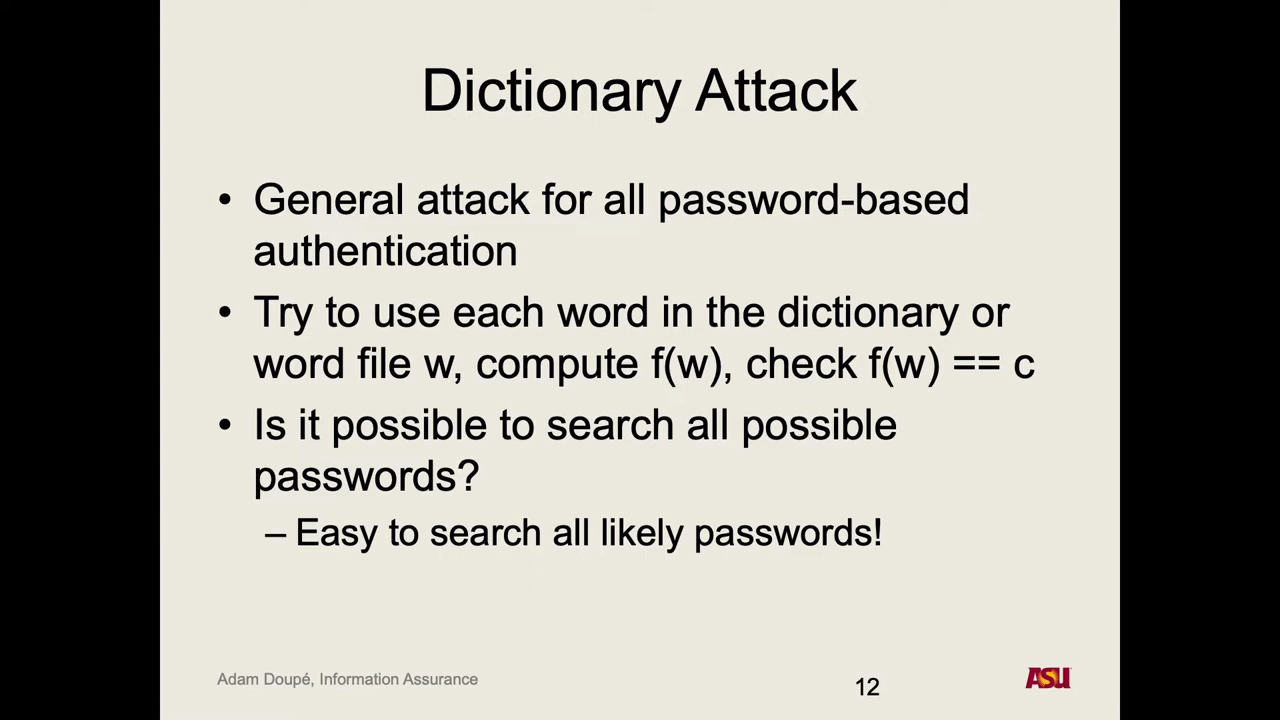 Dictionary Attack
• General attack for all password-based
authentication
• Try to use each word in the dictionary or
word file w, compute f(w), check f(w) == c
• Is it possible to search all possible
passwords?
– Easy to search all likely passwords!
Adam Doupé, Information Assurance
12
ASU